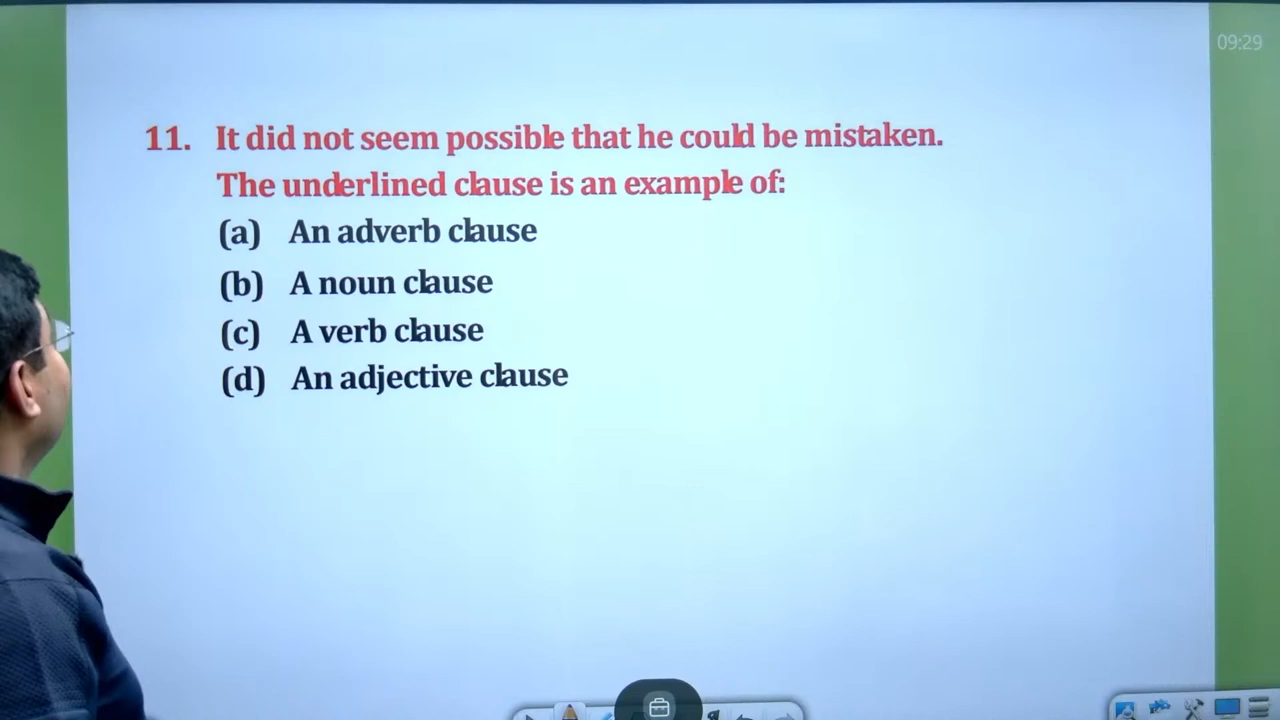 09:29
11. It did not seem possible that he could be mistaken.
The underlined clause is an example of:
(a) An adverb clause
(b) A noun clause
(c) A verb clause
(d) An adjective clause